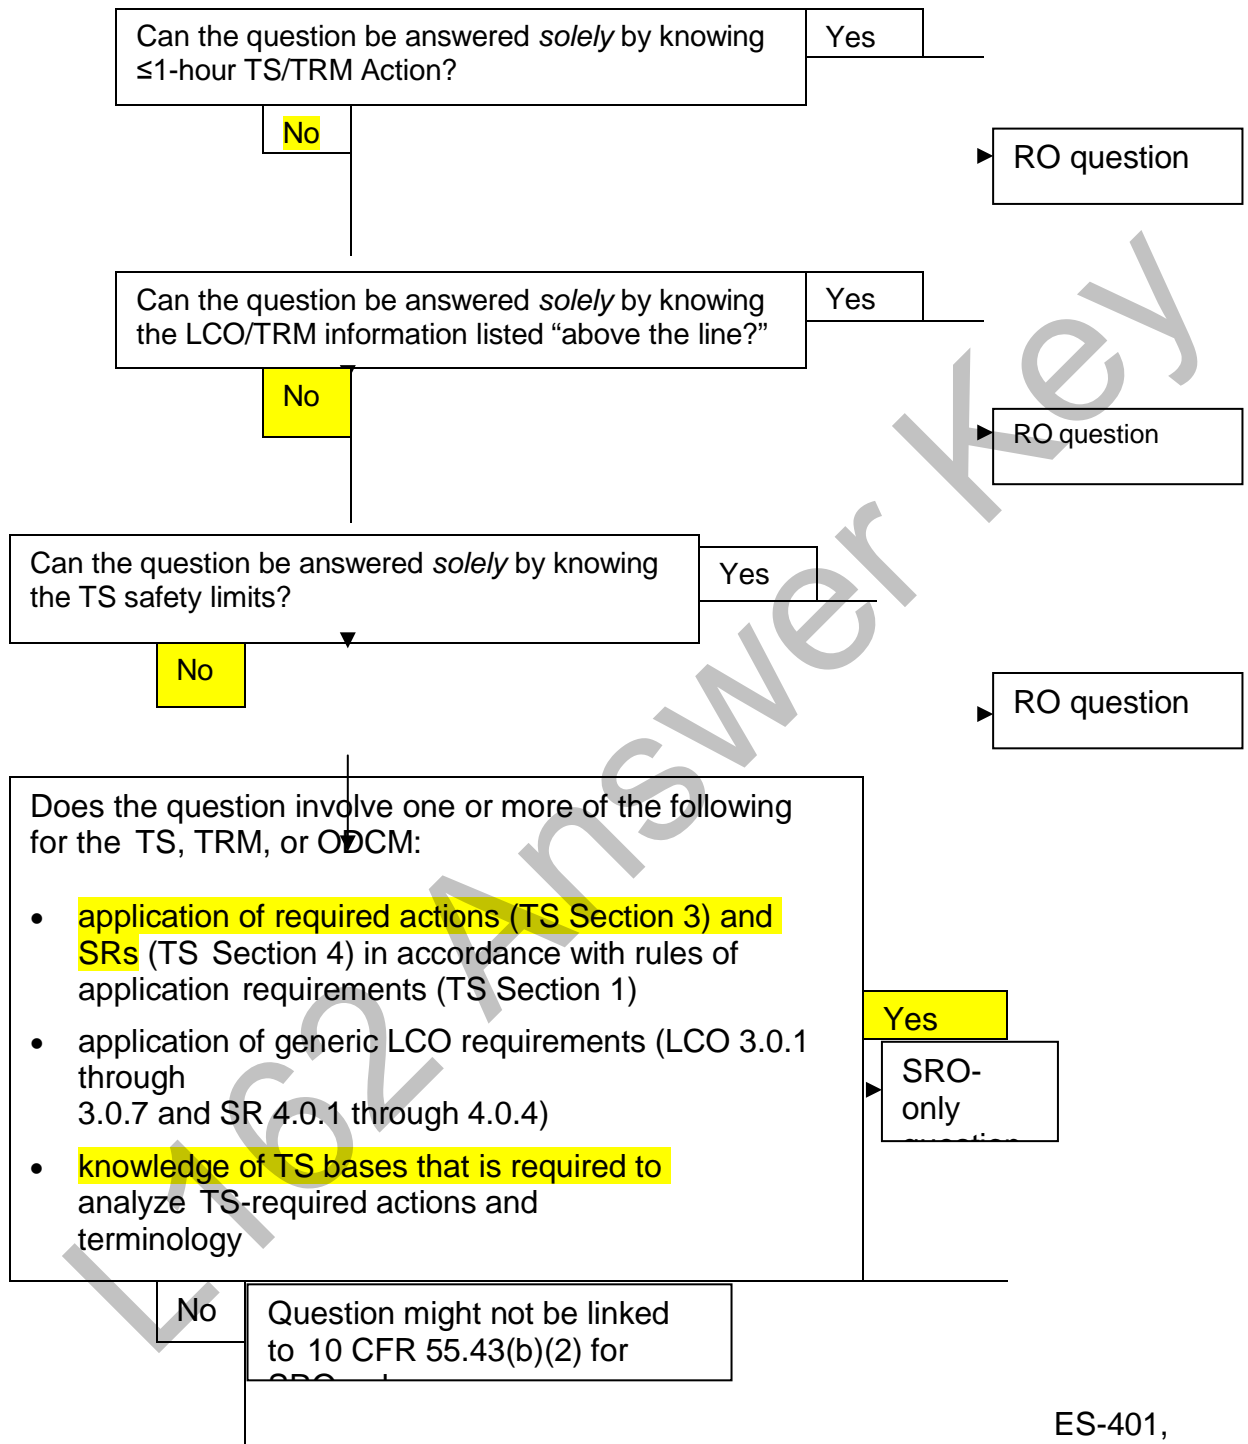 Can the question be answered solely by knowing
≤1-hour TS/TRM Action?
Yes
No
RO question
Can the question be answered solely by knowing
the LCO/TRM information listed “above the line?”
Yes
No
RO question
Can the question be answered solely by knowing
the TS safety limits?
Yes
No
RO question
Does the question involve one or more of the following
for the TS, TRM, or ODCM:
• application of required actions (TS Section 3) and
SRs (TS Section 4) in accordance with rules of
application requirements (TS Section 1)
• application of generic LCO requirements (LCO 3.0.1
through
3.0.7 and SR 4.0.1 through 4.0.4)
• knowledge of TS bases that is required to
analyze TS-required actions and
terminology
Yes
SRO-
only
question
No
Question might not be linked
to 10 CFR 55.43(b)(2) for
ES-401,
L162 Answer Key